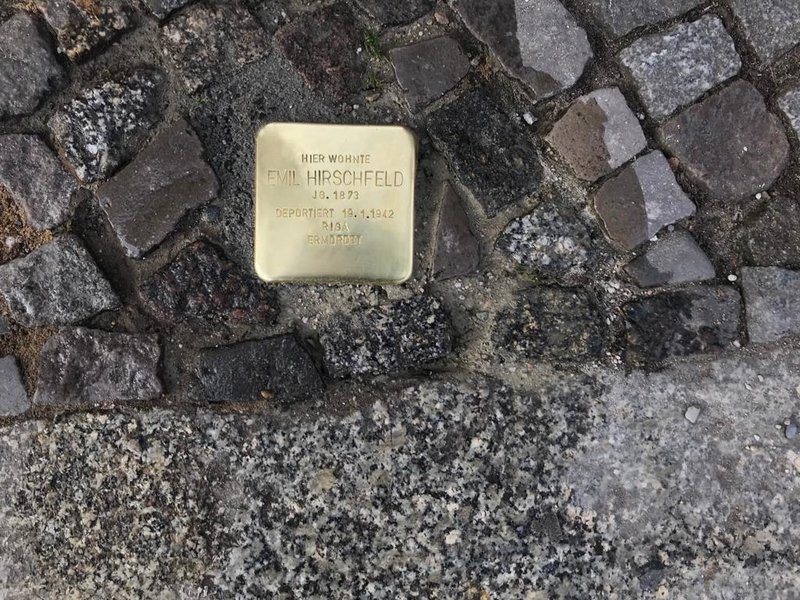 HIER WOHNTE
EMIL HIRSCHFELD
JG. 1873
DEPORTIERT 19.1.1942
RIGA
ERMORDET